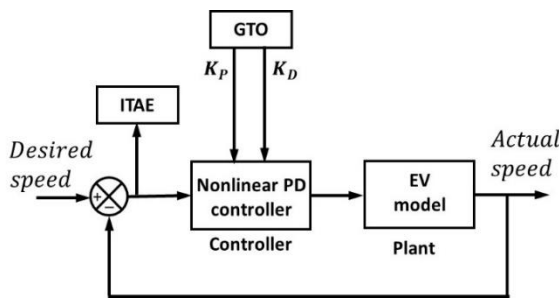 GTO
K_P K_D
ITAE
Desired
speed
+
−
Nonlinear PD
controller
Controller
EV
model
Plant
Actual
speed